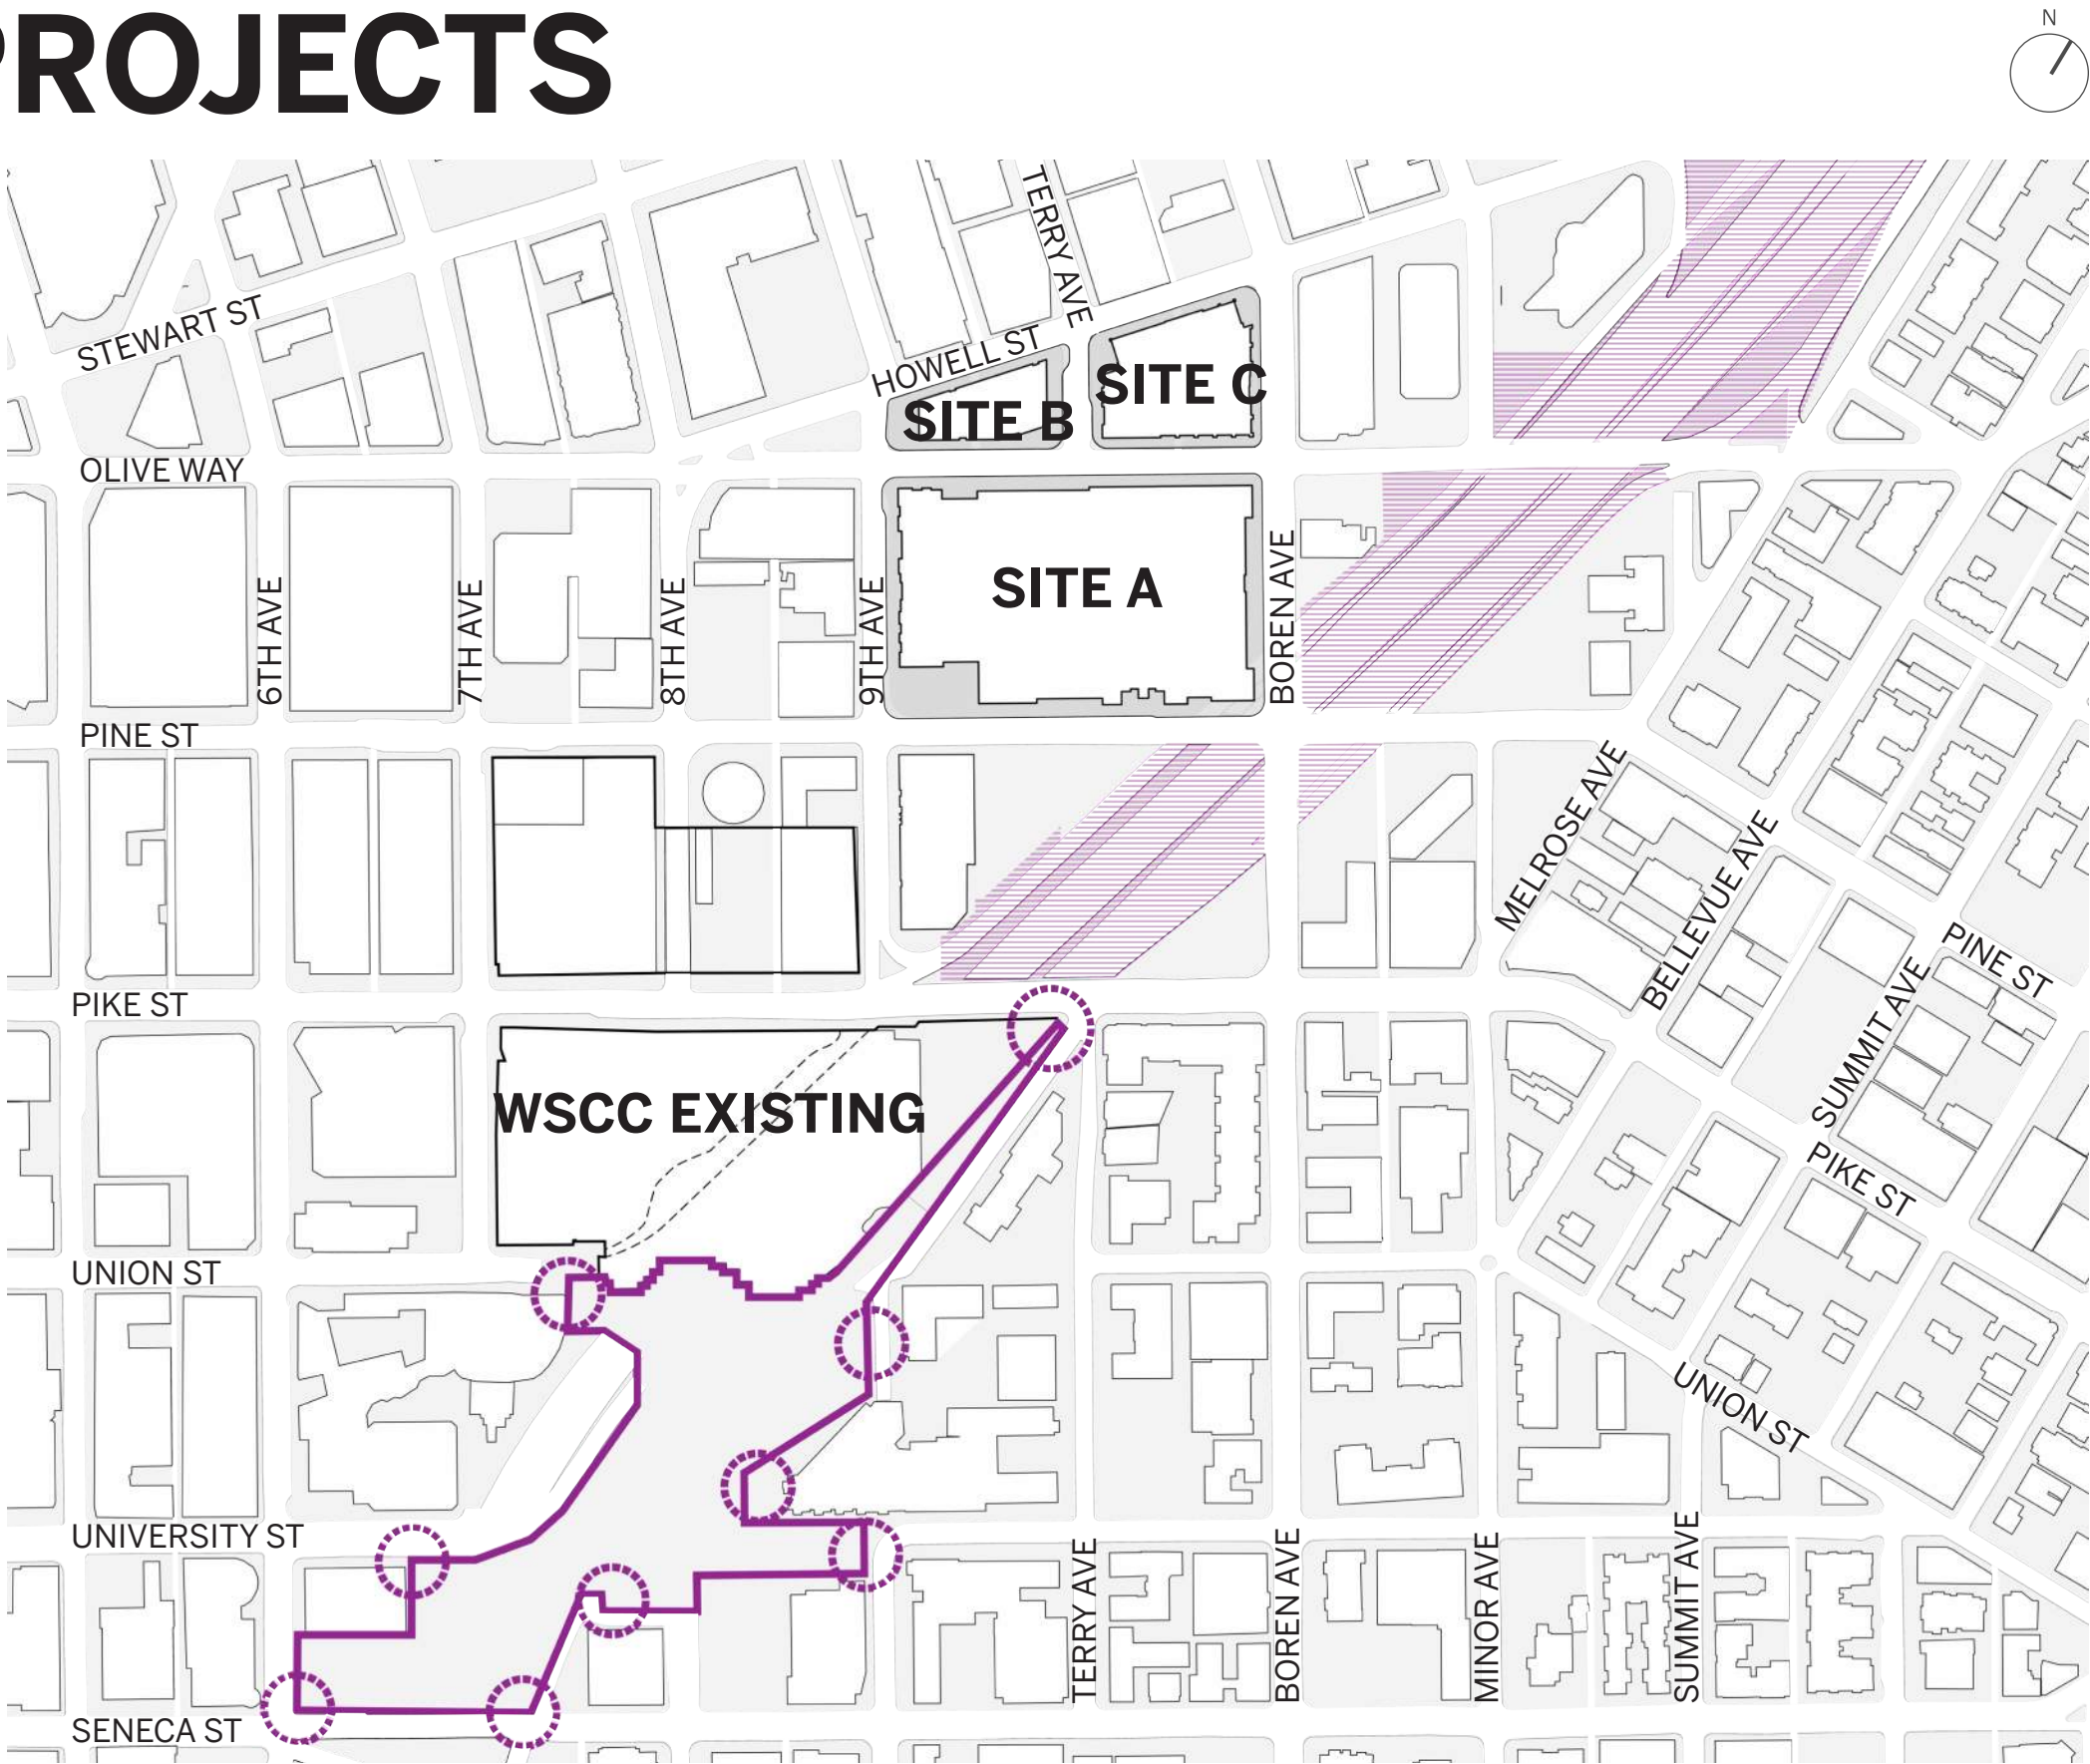 PROJECTS
N
TERRY AVE
STEWART ST
HOWELL ST
SITE C
SITE B
OLIVE WAY
6TH AVE
7TH AVE
8TH AVE
9TH AVE
SITE A
BOREN AVE
PINE ST
MELROSE AVE
BELLEVUE AVE
PINE ST
PIKE ST
SUMMIT AVE
WSCC EXISTING
PIKE ST
UNION ST
UNION ST
UNIVERSITY ST
TERRY AVE
BOREN AVE
MINOR AVE
SUMMIT AVE
SENECA ST